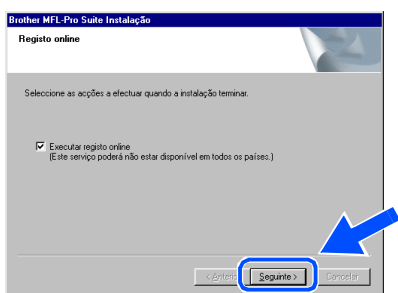 Brother MFL-Pro Suite Instalação
Registo online
Seleccione as acções a efectuar quando a instalação terminar.
Executar registo online
(Este serviço poderá não estar disponível em todos os países.)
Seguinte >
Cancelar